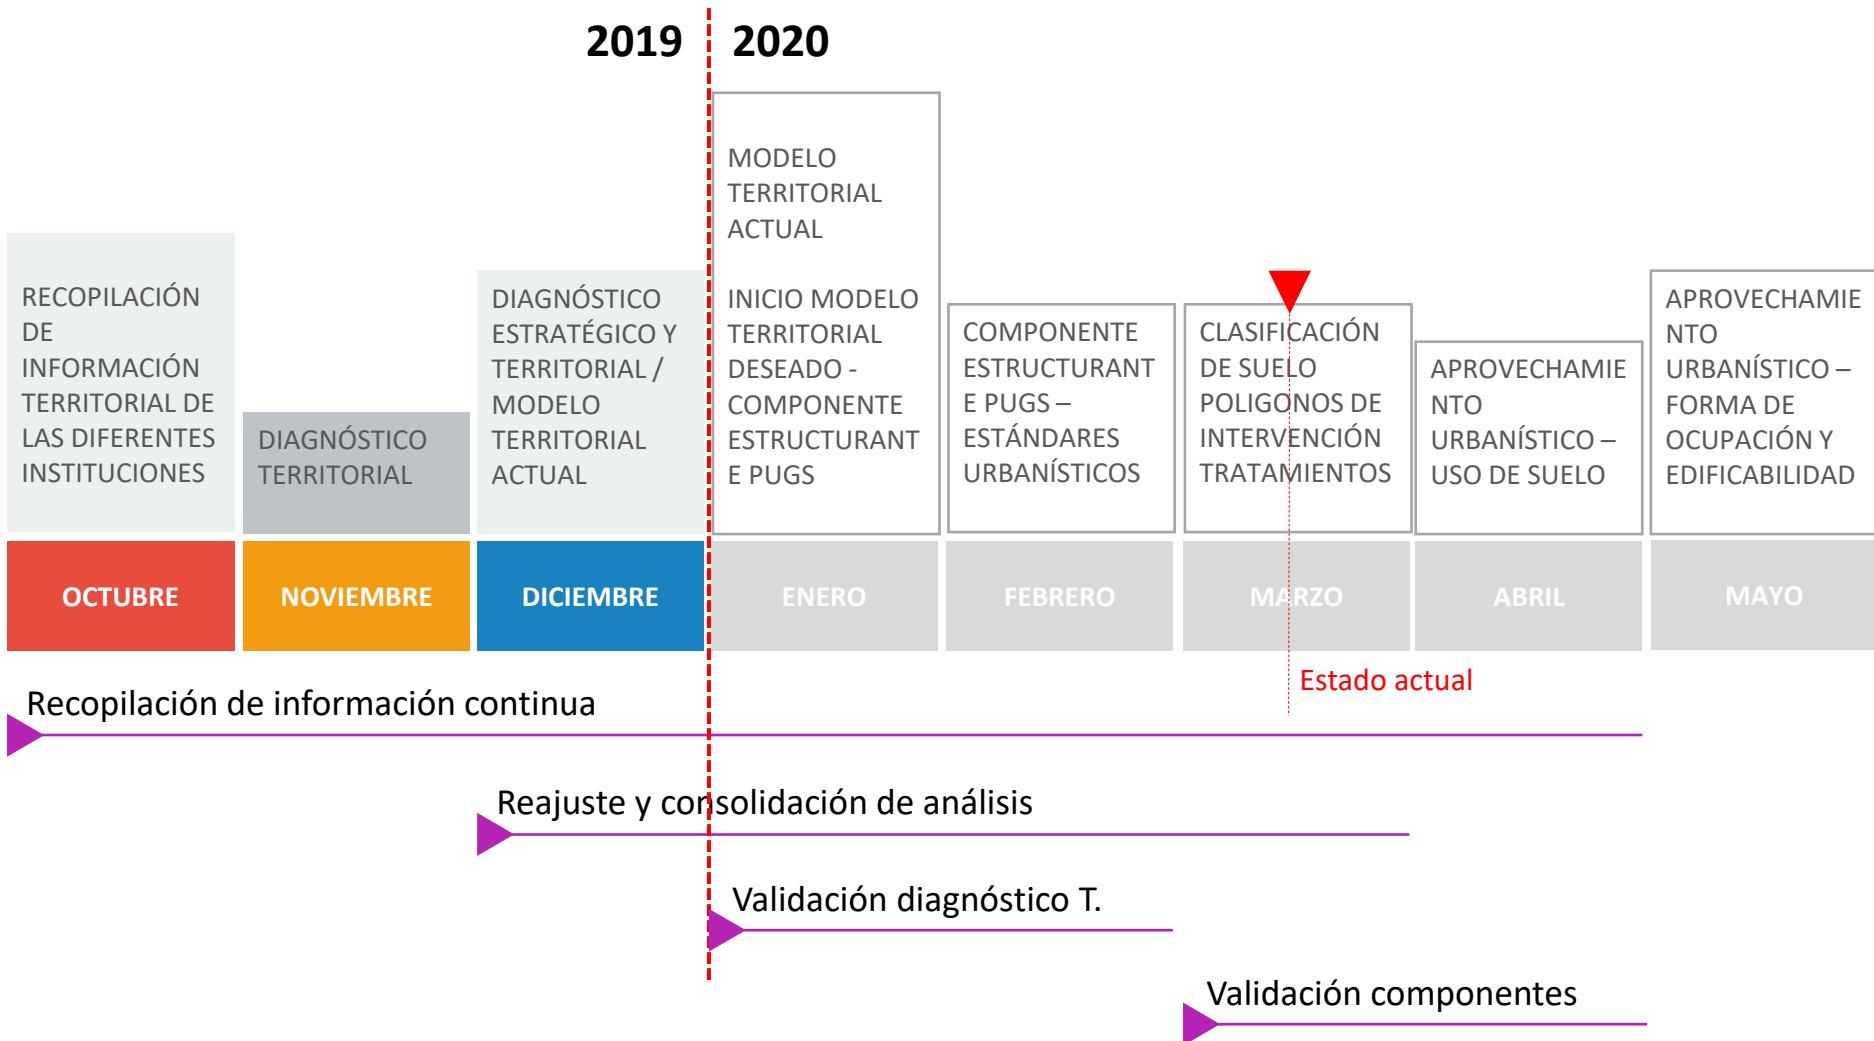 2019
2020
RECOPILACIÓN
DE
INFORMACIÓN
TERRITORIAL DE
LAS DIFERENTES
INSTITUCIONES
DIAGNÓSTICO
TERRITORIAL
DIAGNÓSTICO
ESTRATÉGICO Y
TERRITORIAL /
MODELO
TERRITORIAL
ACTUAL
MODELO
TERRITORIAL
ACTUAL
INICIO MODELO
TERRITORIAL
DESEADO -
COMPONENTE
ESTRUCTURANT
E PUGS
COMPONENTE
ESTRUCTURANT
E PUGS –
ESTÁNDARES
URBANÍSTICOS
CLASIFICACIÓN
DE SUELO
POLIGONOS DE
INTERVENCIÓN
TRATAMIENTOS
APROVECHAMIE
NTO
URBANÍSTICO –
USO DE SUELO
APROVECHAMIE
NTO
URBANÍSTICO –
FORMA DE
OCUPACIÓN Y
EDIFICABILIDAD
OCTUBRE
NOVIEMBRE
DICIEMBRE
ENERO
FEBRERO
MARZO
ABRIL
MAYO
Estado actual
Recopilación de información continua
Reajuste y consolidación de análisis
Validación diagnóstico T.
Validación componentes